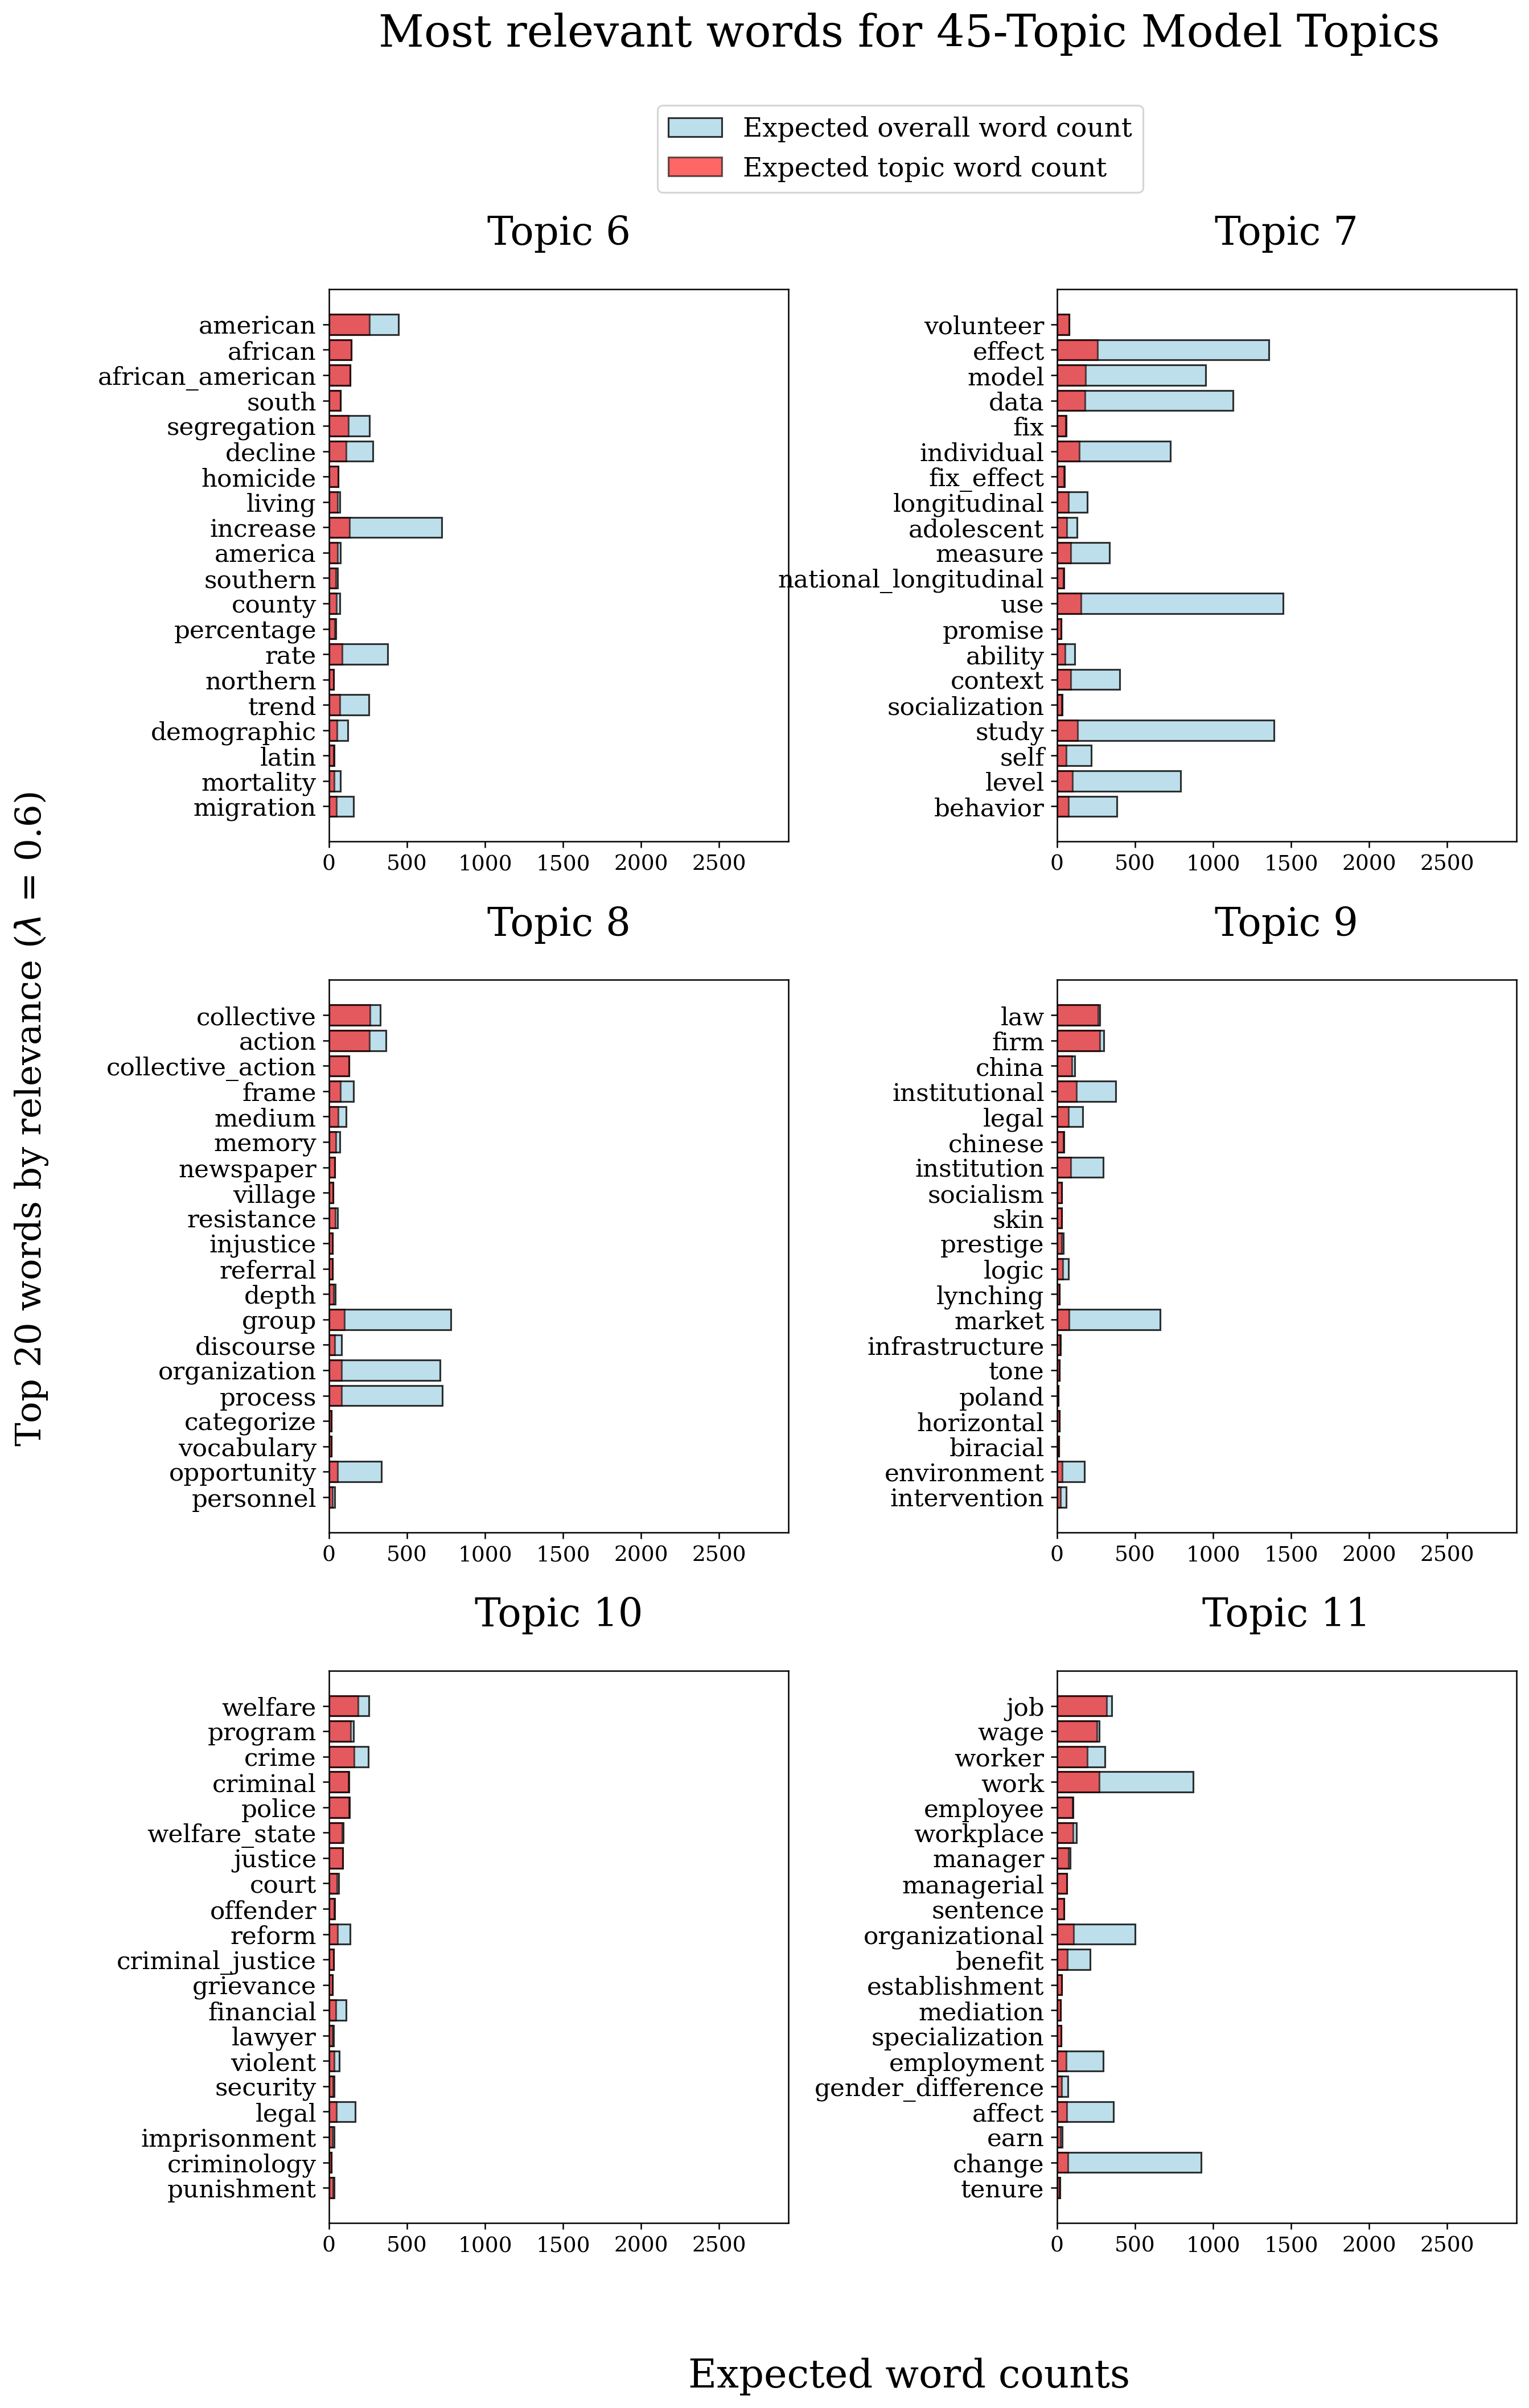 Most relevant words for 45-Topic Model Topics
Expected overall word count
Expected topic word count
Top 20 words by relevance (λ = 0.6)
Topic 6
american
african
african_american
south
segregation
decline
homicide
living
increase
america
southern
county
percentage
rate
northern
trend
demographic
latin
mortality
migration
0 500 1000 1500 2000 2500
Topic 7
volunteer
effect
model
data
fix
individual
fix_effect
longitudinal
adolescent
measure
national_longitudinal
use
promise
ability
context
socialization
study
self
level
behavior
0 500 1000 1500 2000 2500
Topic 8
collective
action
collective_action
frame
medium
memory
newspaper
village
resistance
injustice
referral
depth
group
discourse
organization
process
categorize
vocabulary
opportunity
personnel
0 500 1000 1500 2000 2500
Topic 9
law
firm
china
institutional
legal
chinese
institution
socialism
skin
prestige
logic
lynching
market
infrastructure
tone
poland
horizontal
biracial
environment
intervention
0 500 1000 1500 2000 2500
Topic 10
welfare
program
crime
criminal
police
welfare_state
justice
court
offender
reform
criminal_justice
grievance
financial
lawyer
violent
security
legal
imprisonment
criminology
punishment
0 500 1000 1500 2000 2500
Topic 11
job
wage
worker
work
employee
workplace
manager
managerial
sentence
organizational
benefit
establishment
mediation
specialization
employment
gender_difference
affect
earn
change
tenure
0 500 1000 1500 2000 2500
Expected word counts